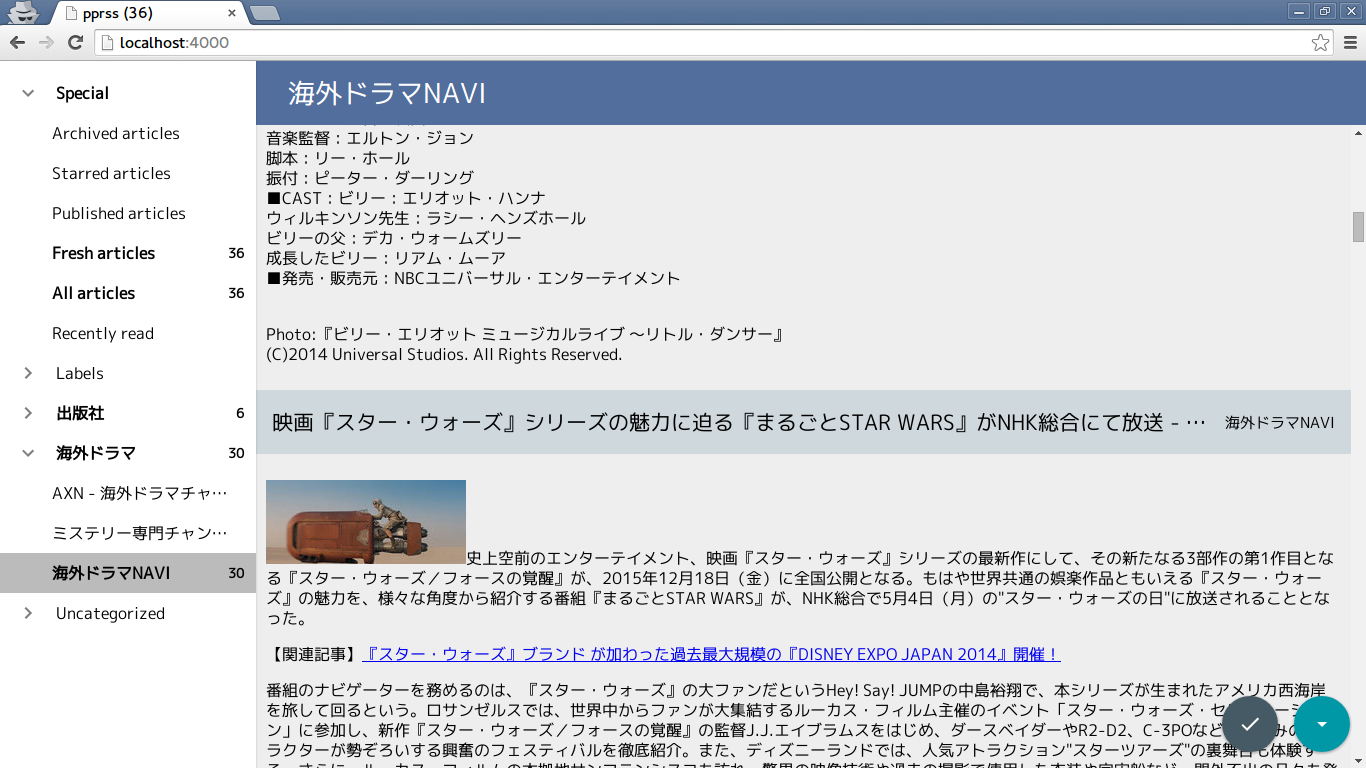 pprss (36)
localhost:4000
Special
Archived articles
Starred articles
Published articles
Fresh articles 36
All articles 36
Recently read
Labels
出版社 6
海外ドラマ 30
AXN - 海外ドラマチャ…
ミステリー専門チャン…
海外ドラマNAVI 30
Uncategorized
海外ドラマNAVI
音楽監督：エルトン・ジョン
脚本：リー・ホール
振付：ピーター・ダーリング
■CAST：ビリー：エリオット・ハンナ
ウィルキンソン先生：ラシー・ヘンズホール
ビリーの父：デカ・ウォームズリー
成長したビリー：リアム・ムーア
■発売・販売元：NBCユニバーサル・エンターテイメント
Photo:『ビリー・エリオット ミュージカルライブ ～リトル・ダンサー』
(C)2014 Universal Studios. All Rights Reserved.
映画『スター・ウォーズ』シリーズの魅力に迫る『まるごとSTAR WARS』がNHK総合にて放送 - … 海外ドラマNAVI
史上空前のエンターテイメント、映画『スター・ウォーズ』シリーズの最新作にして、その新たなる3部作の第1作目とな
る『スター・ウォーズ／フォースの覚醒』が、2015年12月18日（金）に全国公開となる。もはや世界共通の娯楽作品ともいえる『スター・ウォー
ズ』の魅力を、様々な角度から紹介する番組『まるごとSTAR WARS』が、NHK総合で5月4日（月）の"スター・ウォーズの日"に放送されることとな
った。
【関連記事】『スター・ウォーズ』ブランド が加わった過去最大規模の『DISNEY EXPO JAPAN 2014』開催！
番組のナビゲーターを務めるのは、『スター・ウォーズ』の大ファンだというHey! Say! JUMPの中島裕翔で、本シリーズが生まれたアメリカ西海岸
を旅して回るという。ロサンゼルスでは、世界中からファンが大集結するルーカス・フィルム主催のイベント「スター・ウォーズ・セ
ン」に参加し、新作『スター・ウォーズ／フォースの覚醒』の監督J.J.エイブラムスをはじめ、ダースベイダーやR2-D2、C-3POなど
ラクターが勢ぞろいする興奮のフェスティバルを徹底紹介。また、ディズニーランドでは、人気アトラクション"スターツアーズ"の裏舞台も体験す